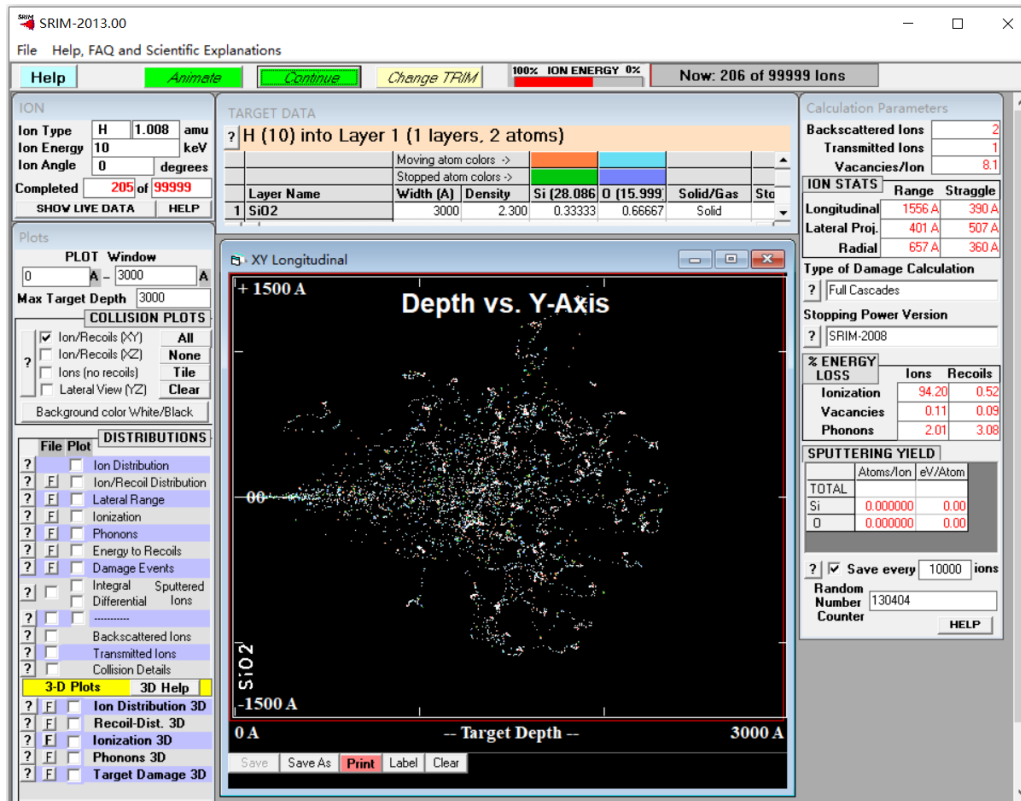 SRIM-2013.00
File Help, FAQ and Scientific Explanations
Help
Animate
Continue
Change TRIM
100% ION ENERGY 0%
Now: 206 of 99999 Ions
ION
Ion Type H 1.008 amu
Ion Energy 10 keV
Ion Angle 0 degrees
Completed 205 of 99999
SHOW LIVE DATA HELP
Plots
PLOT Window
0 A - 3000 A
Max Target Depth 3000
COLLISION PLOTS
Ion/Recoils (XY) All
Ion/Recoils (XZ) None
? Ions (no recoils) Tile
Lateral View (YZ) Clear
Background color White/Black
DISTRIBUTIONS
File Plot
? Ion Distribution
? F Ion/Recoil Distribution
? F Lateral Range
? F Ionization
? F Phonons
? F Energy to Recoils
? F Damage Events
? Integral Sputtered
Differential Ions
? -----------
? Backscattered Ions
? Transmitted Ions
? Collision Details
3-D Plots 3D Help
? F Ion Distribution 3D
? F Recoil-Dist. 3D
? F Ionization 3D
? F Phonons 3D
? F Target Damage 3D
TARGET DATA
? H (10) into Layer 1 (1 layers, 2 atoms)
Moving atom colors ->
Stopped atom colors ->
Layer Name Width (A) Density Si (28.086 O (15.999 Solid/Gas Sto
1 SiO2 3000 2.300 0.33333 0.66667 Solid
XY Longitudinal
+ 1500 A
Depth vs. Y-Axis
00
SiO2
-1500 A
0 A -- Target Depth -- 3000 A
Save Save As Print Label Clear
Calculation Parameters
Backscattered Ions 2
Transmitted Ions 1
Vacancies/Ion 8.1
ION STATS Range Straggle
Longitudinal 1556 A 390 A
Lateral Proj. 401 A 507 A
Radial 657 A 360 A
Type of Damage Calculation
? Full Cascades
Stopping Power Version
? SRIM-2008
% ENERGY LOSS Ions Recoils
Ionization 94.20 0.52
Vacancies 0.11 0.09
Phonons 2.01 3.08
SPUTTERING YIELD
Atoms/Ion eV/Atom
TOTAL
Si 0.000000 0.00
O 0.000000 0.00
? Save every 10000 ions
Random
Number 130404
Counter
HELP